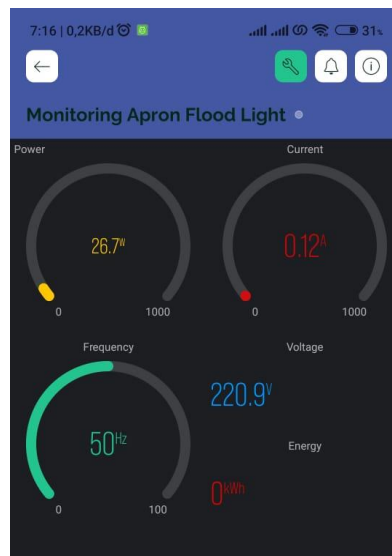 7:16 | 0,2KB/d 31%
Monitoring Apron Flood Light
Power
Current
26.7W
0.12A
0 1000
0 1000
Frequency
Voltage
220.9V
50Hz
Energy
0kWh
0 100